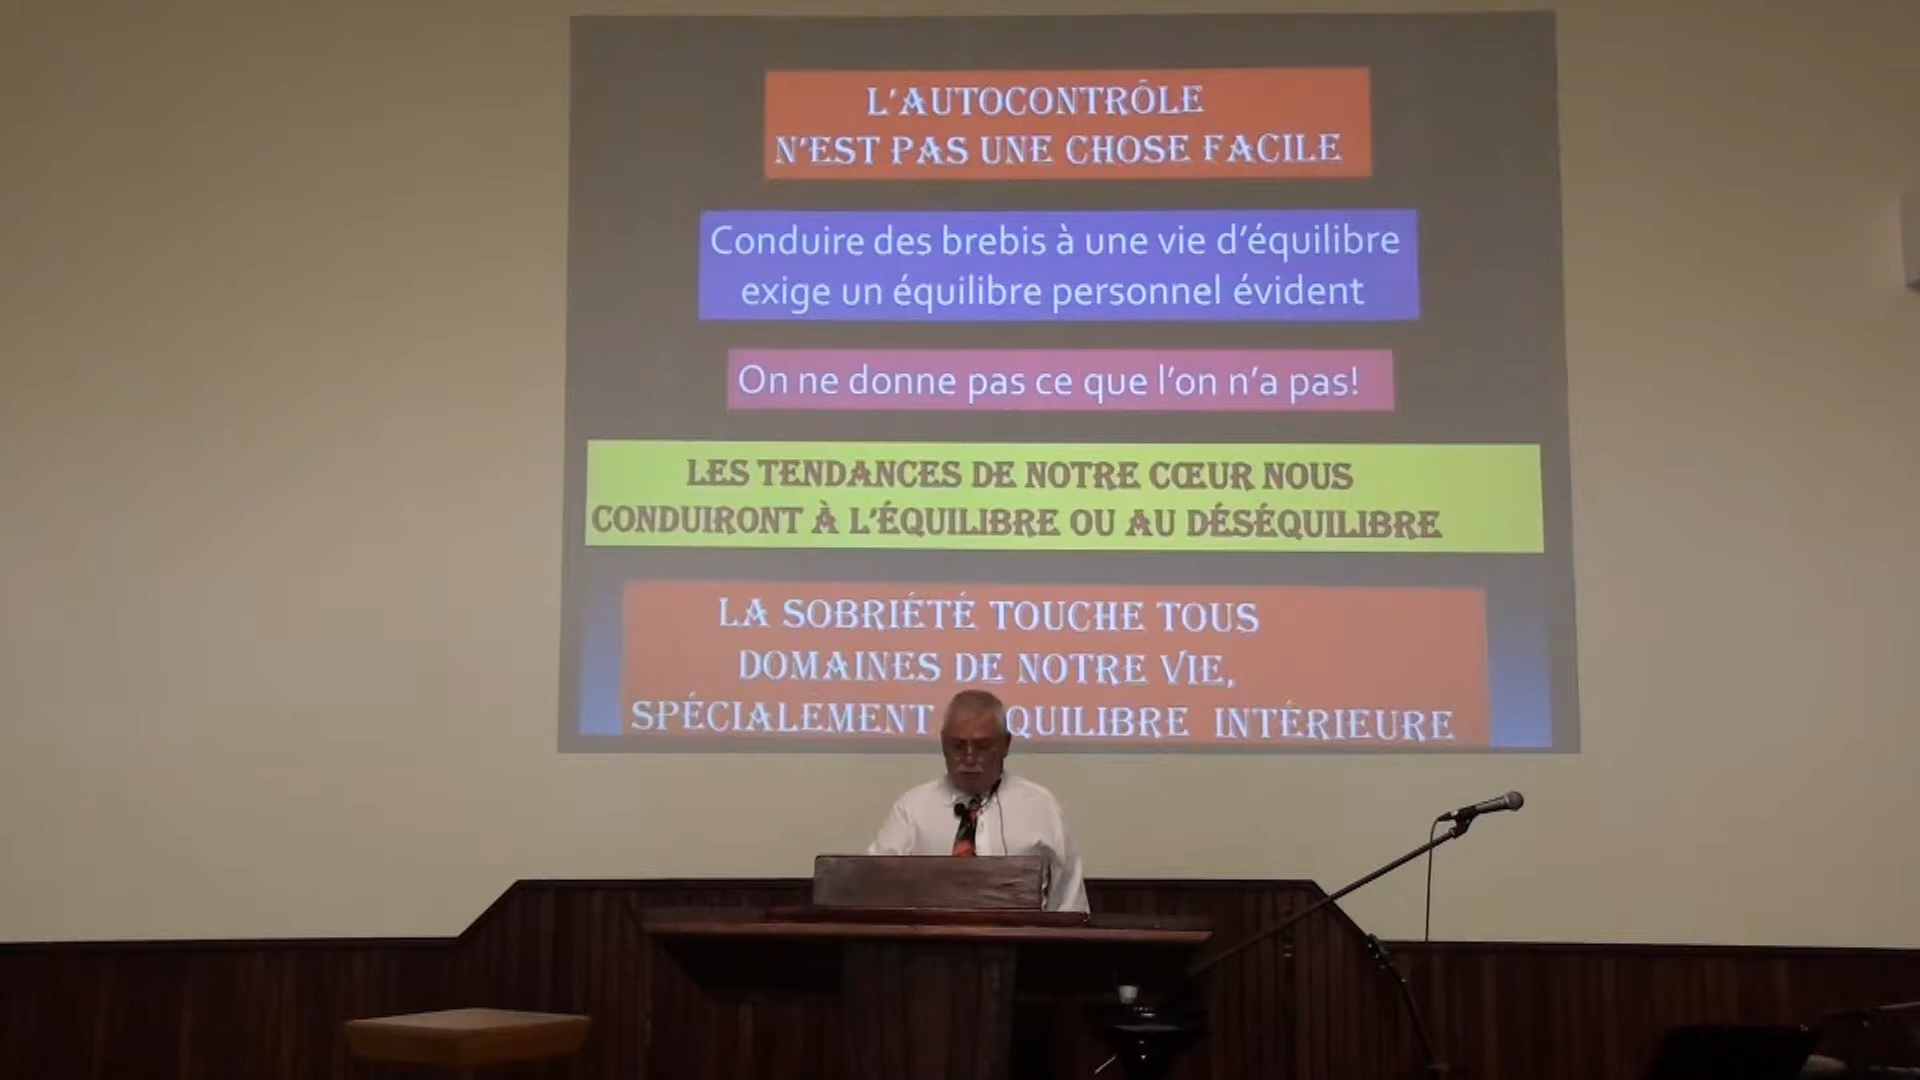 L'AUTOCONTRÔLE
N'EST PAS UNE CHOSE FACILE
Conduire des brebis à une vie d'équilibre
exige un équilibre personnel évident
On ne donne pas ce que l'on n'a pas!
LES TENDANCES DE NOTRE CŒUR NOUS
CONDUIRONT À L'ÉQUILIBRE OU AU DÉSÉQUILIBRE
LA SOBRIÉTÉ TOUCHE TOUS
DOMAINES DE NOTRE VIE,
SPÉCIALEMENT QUILIBRE INTÉRIEURE